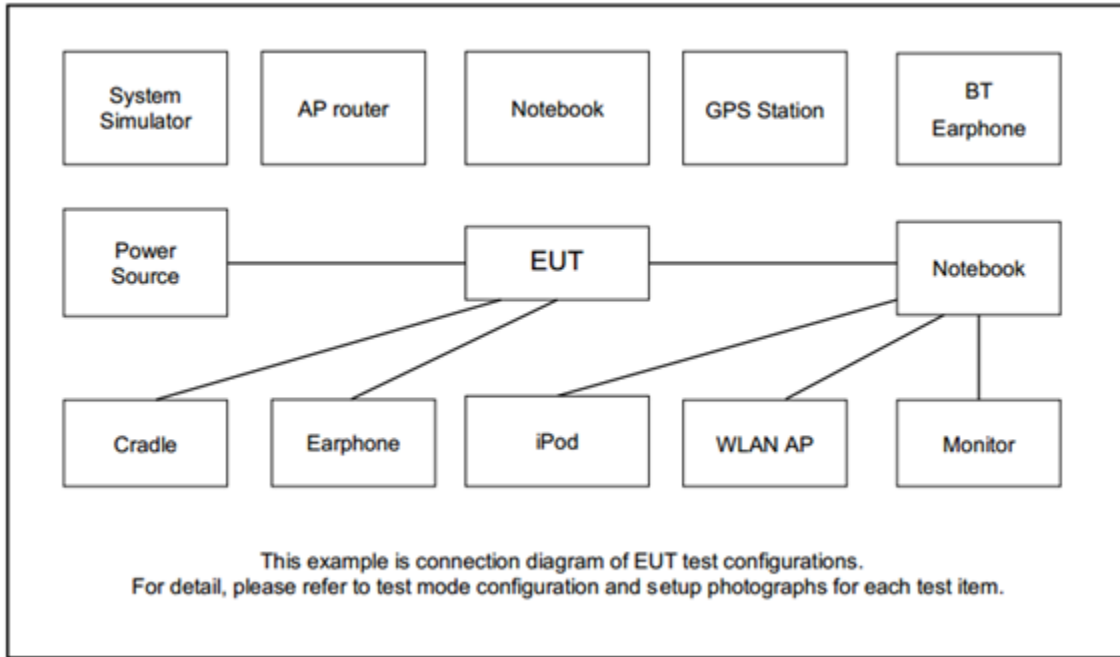 System
Simulator
AP router
Notebook
GPS Station
BT
Earphone
Power
Source
EUT
Notebook
Cradle
Earphone
iPod
WLAN AP
Monitor
This example is connection diagram of EUT test configurations.
For detail, please refer to test mode configuration and setup photographs for each test item.